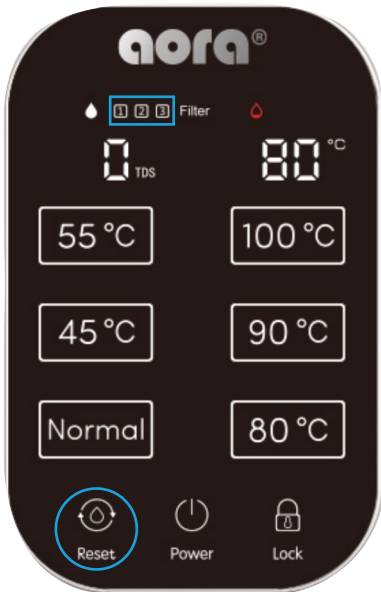 aora®
1 2 3 Filter
0 TDS 80 °C
55 °C 100 °C
45 °C 90 °C
Normal 80 °C
Reset Power Lock